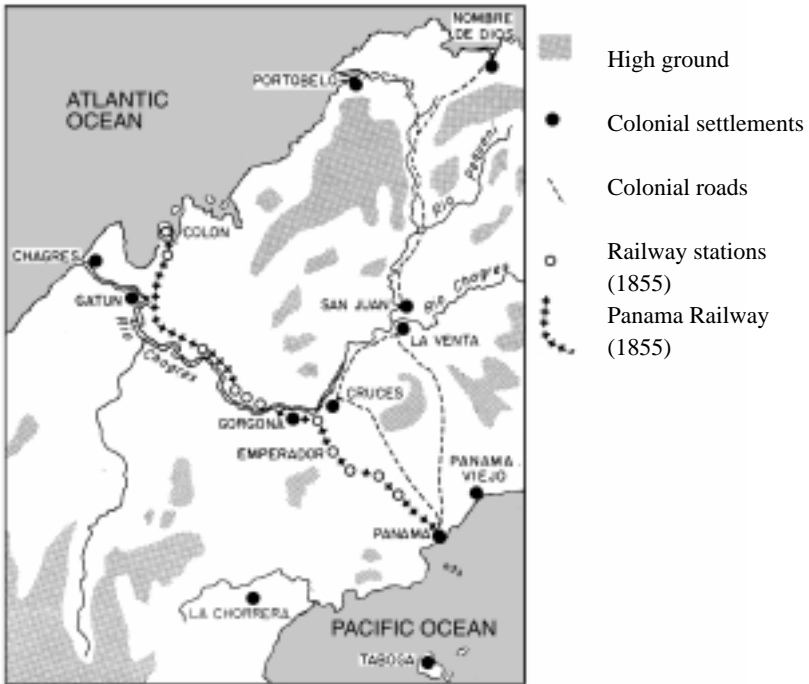 NOMBRE
DE DIOS
PORTOBELO
ATLANTIC
OCEAN
Rio Pequeni
COLON
CHAGRES
GATUN
Rio Chagres
SAN JUAN
Rio Chagres
LA VENTA
CRUCES
GORGONA
EMPERADOR
PANAMA
VIEJO
PANAMA
LA CHORRERA
PACIFIC OCEAN
TABOGA
High ground
Colonial settlements
Colonial roads
Railway stations
(1855)
Panama Railway
(1855)